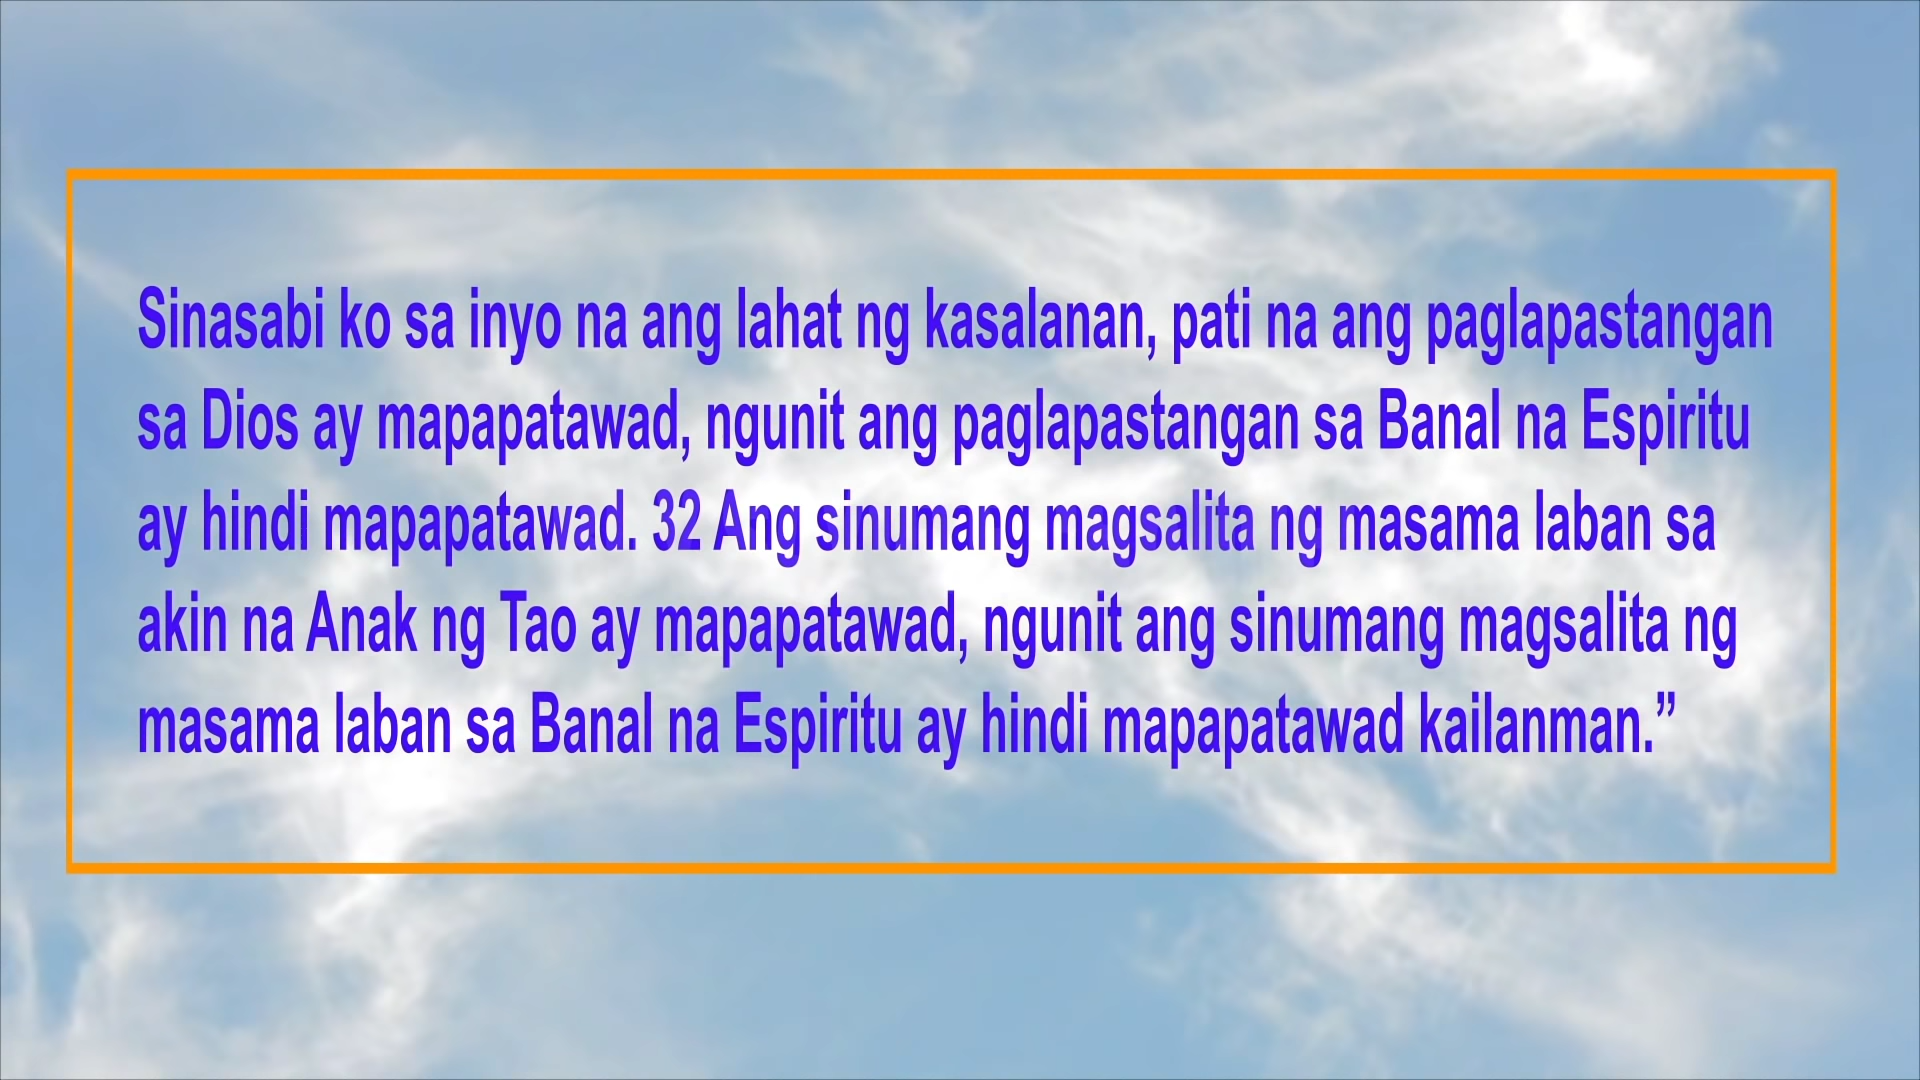 Sinasabi ko sa inyo na ang lahat ng kasalanan, pati na ang paglapastangan
sa Dios ay mapapatawad, ngunit ang paglapastangan sa Banal na Espiritu
ay hindi mapapatawad. 32 Ang sinumang magsalita ng masama laban sa
akin na Anak ng Tao ay mapapatawad, ngunit ang sinumang magsalita ng
masama laban sa Banal na Espiritu ay hindi mapapatawad kailanman.”